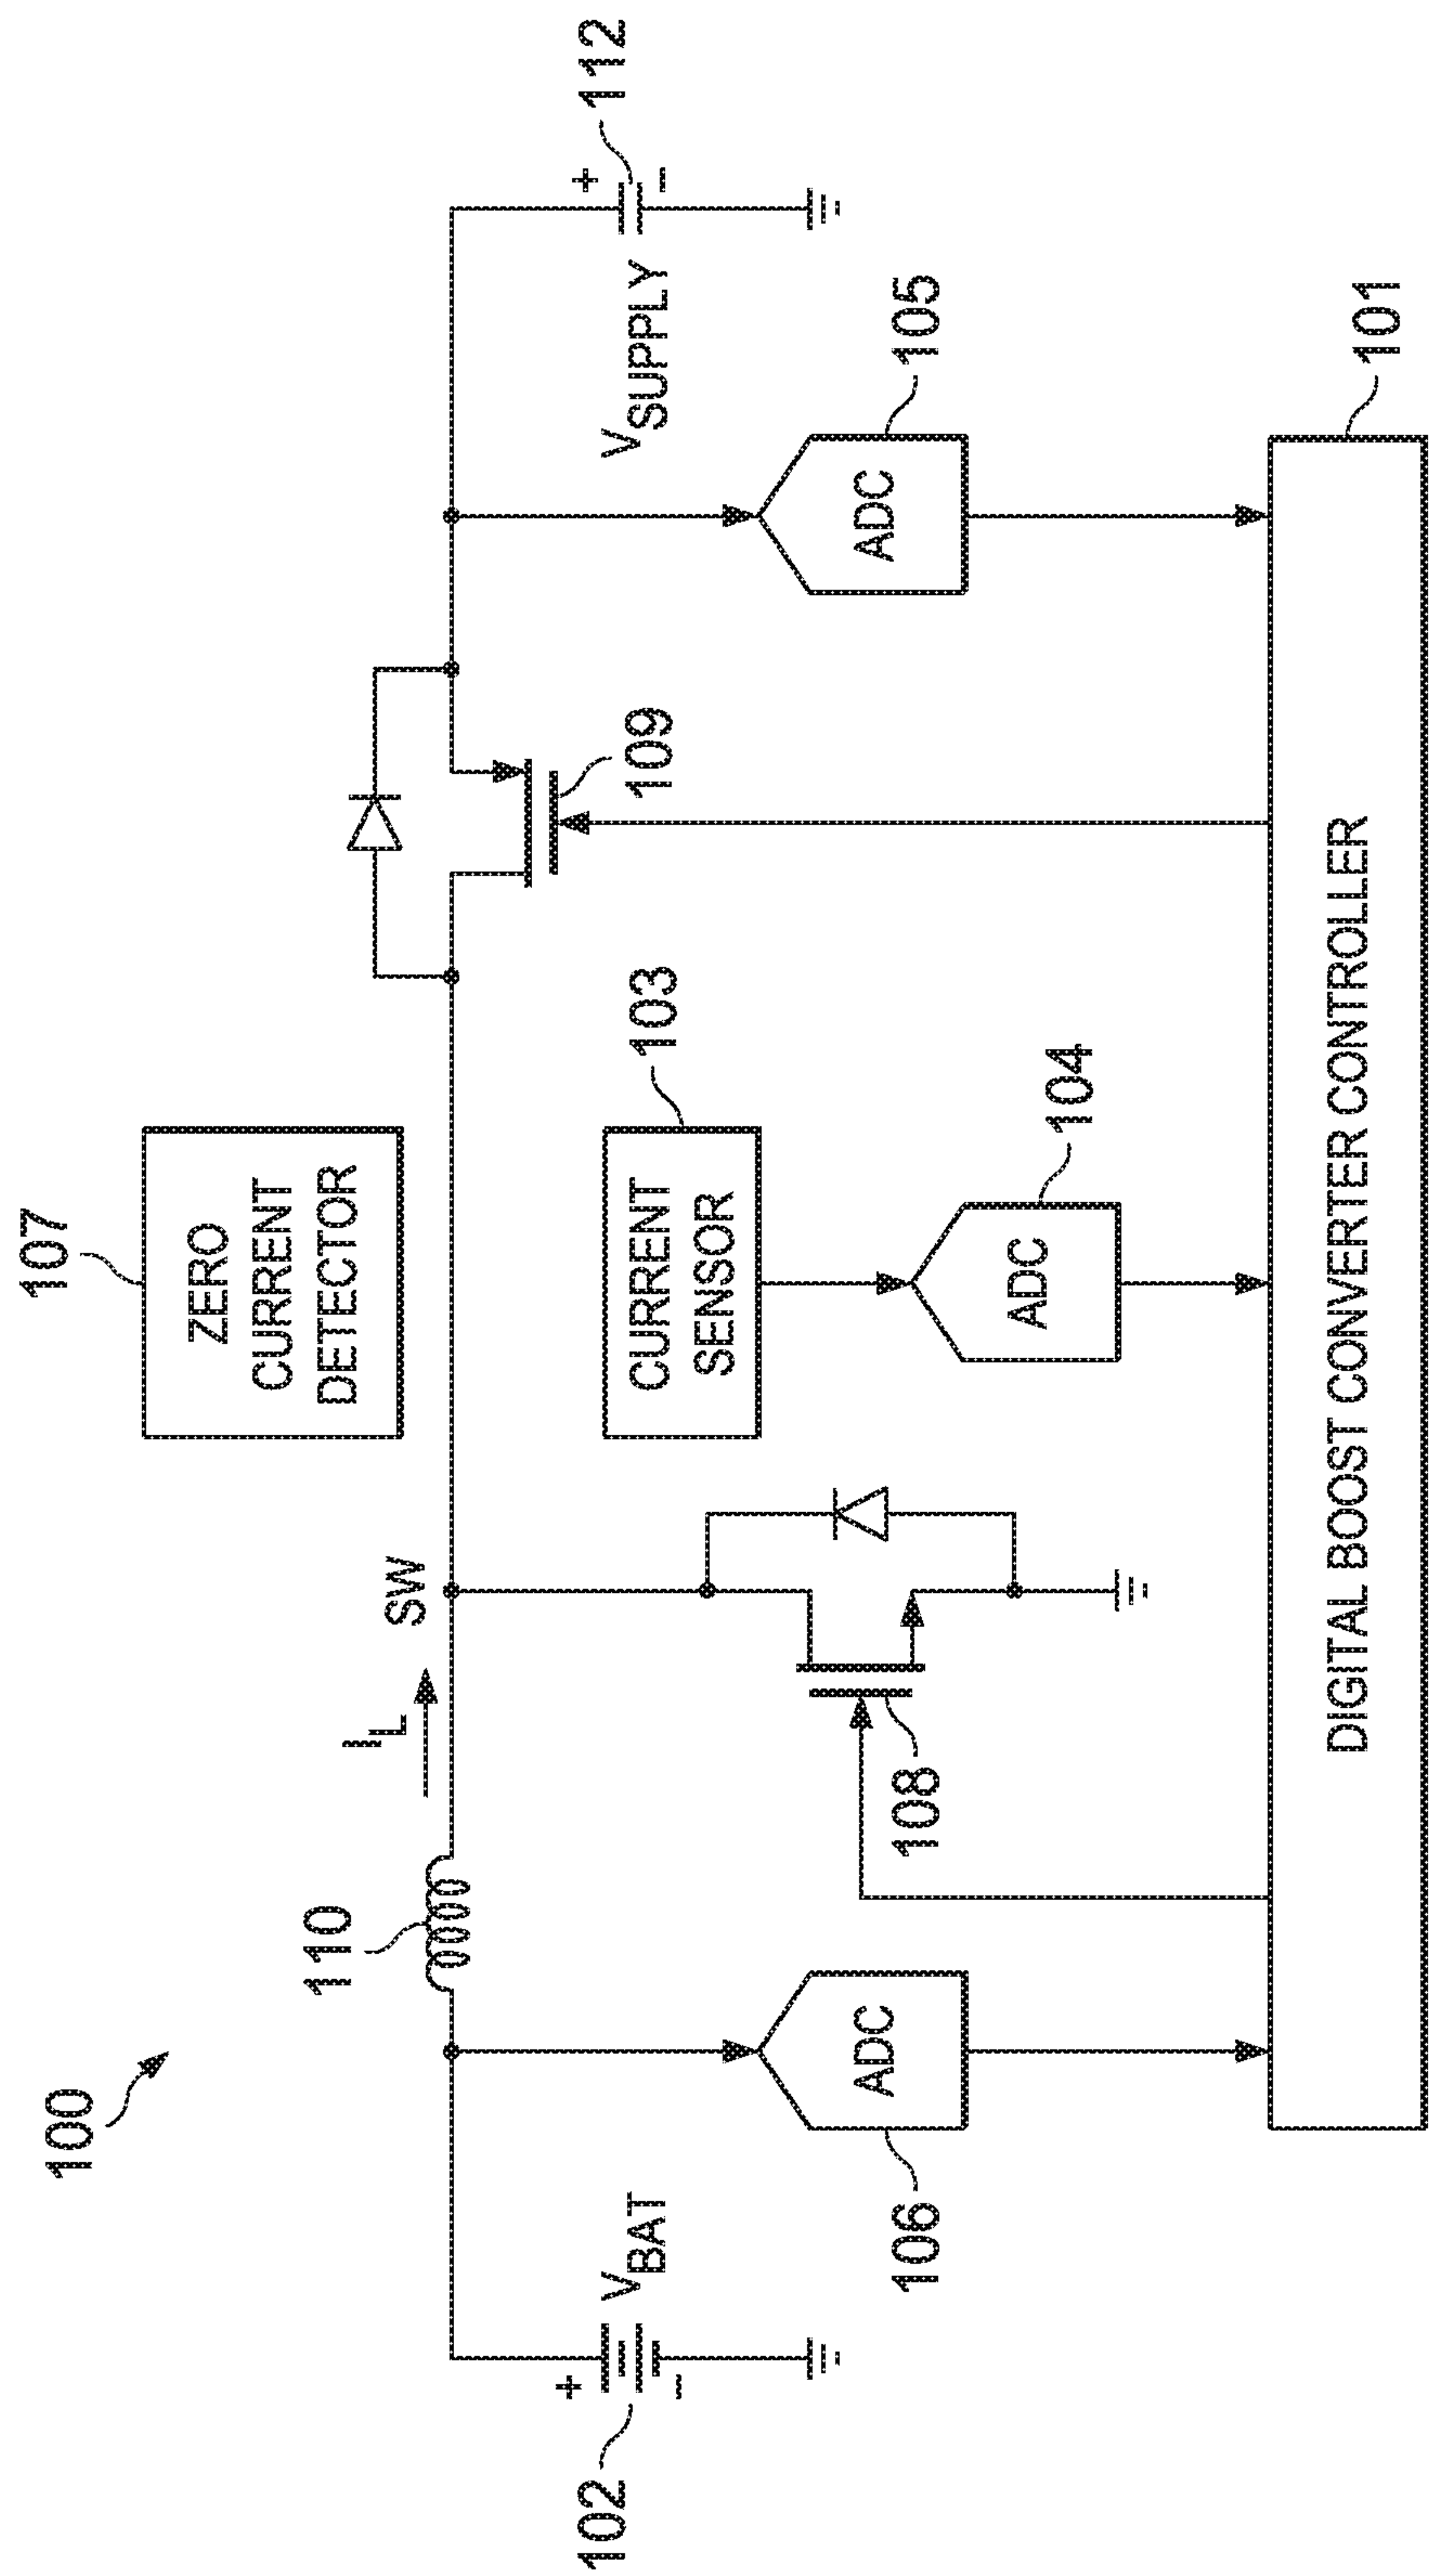 100
107
ZERO
CURRENT
DETECTOR
110
I_L
SW
112
+
−
V_SUPPLY
109
103
CURRENT
SENSOR
105
ADC
104
ADC
108
102
+
−
V_BAT
106
ADC
101
DIGITAL BOOST CONVERTER CONTROLLER